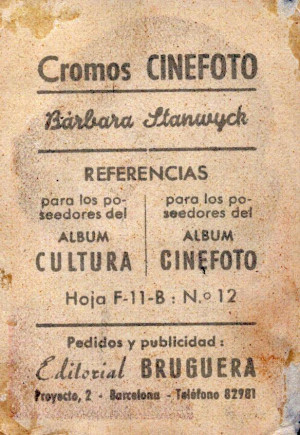 Cromos CINEFOTO
Bárbara Stanwyck
REFERENCIAS
para los po-
seedores del
ALBUM
CULTURA
para los po-
seedores del
ALBUM
CINEFOTO
Hoja F-11-B : N.o 12
Pedidos y publicidad :
Editorial BRUGUERA
Proyecto, 2 - Barcelona - Teléfono 82981